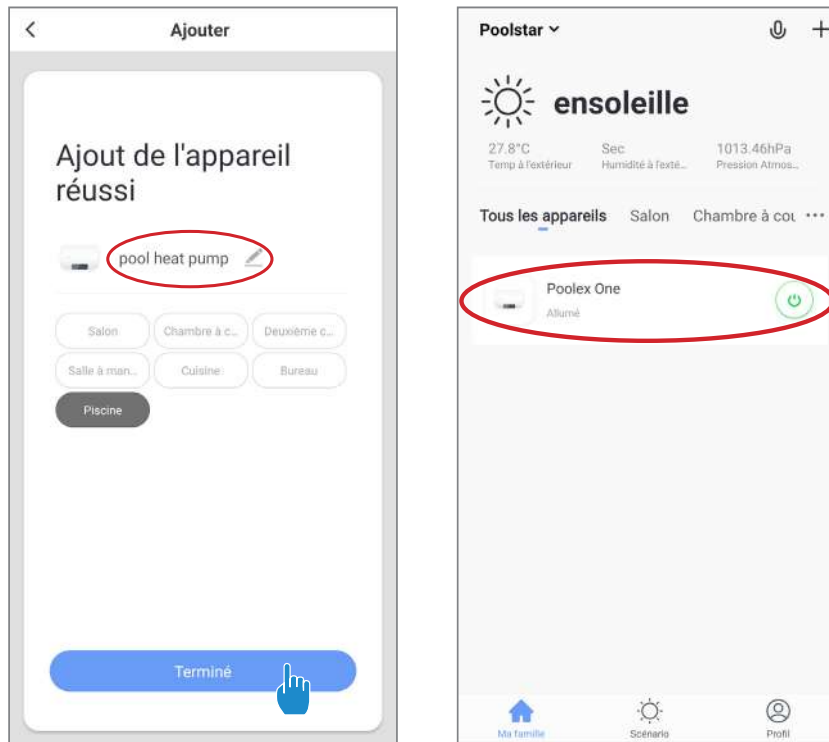 Ajouter
Ajout de l'appareil
réussi
pool heat pump
Salon
Chambre à c...
Deuxième c...
Salle à man...
Cuisine
Bureau
Piscine
Terminé
Poolstar
ensoleille
27.8°C
Sec
1013.46hPa
Temp à l'extérieur
Humidité à l'exté...
Pression Atmos...
Tous les appareils
Salon
Chambre à cou
Poolex One
Allumé
Ma famille
Scénario
Profil